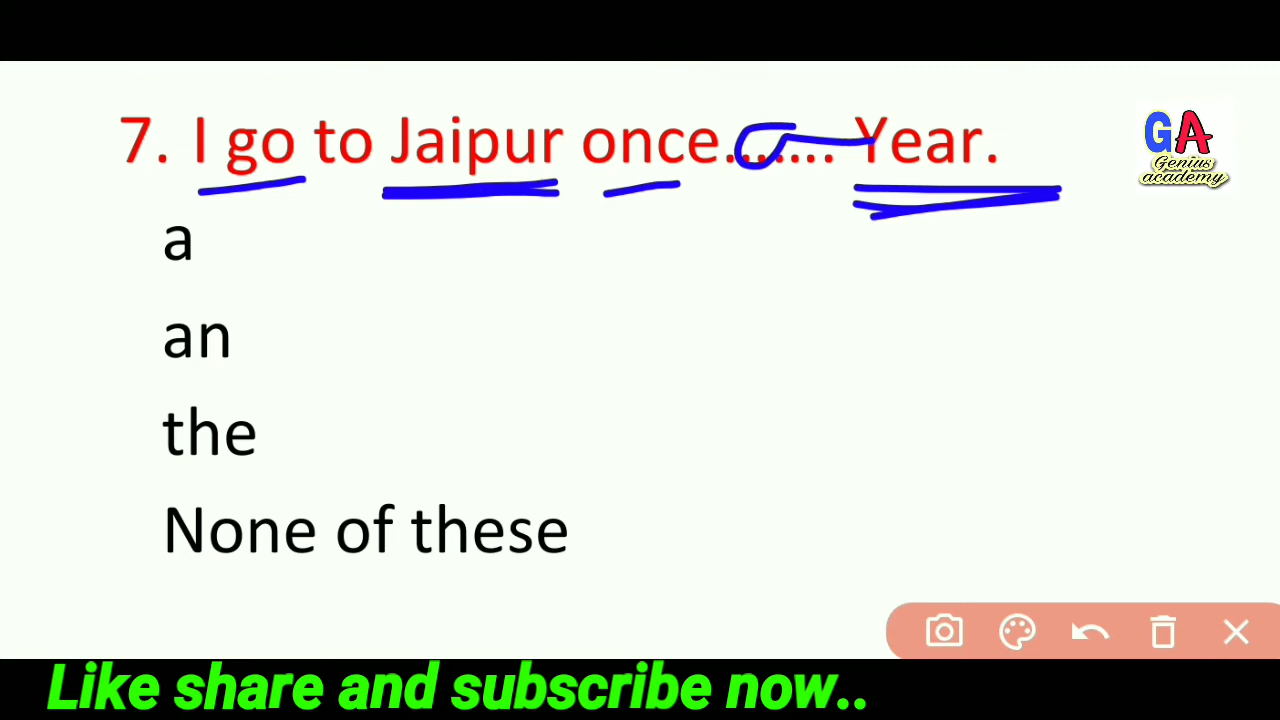 7. I go to Jaipur once....... Year.
GA
Genius
academy
a
an
the
None of these
Like share and subscribe now..